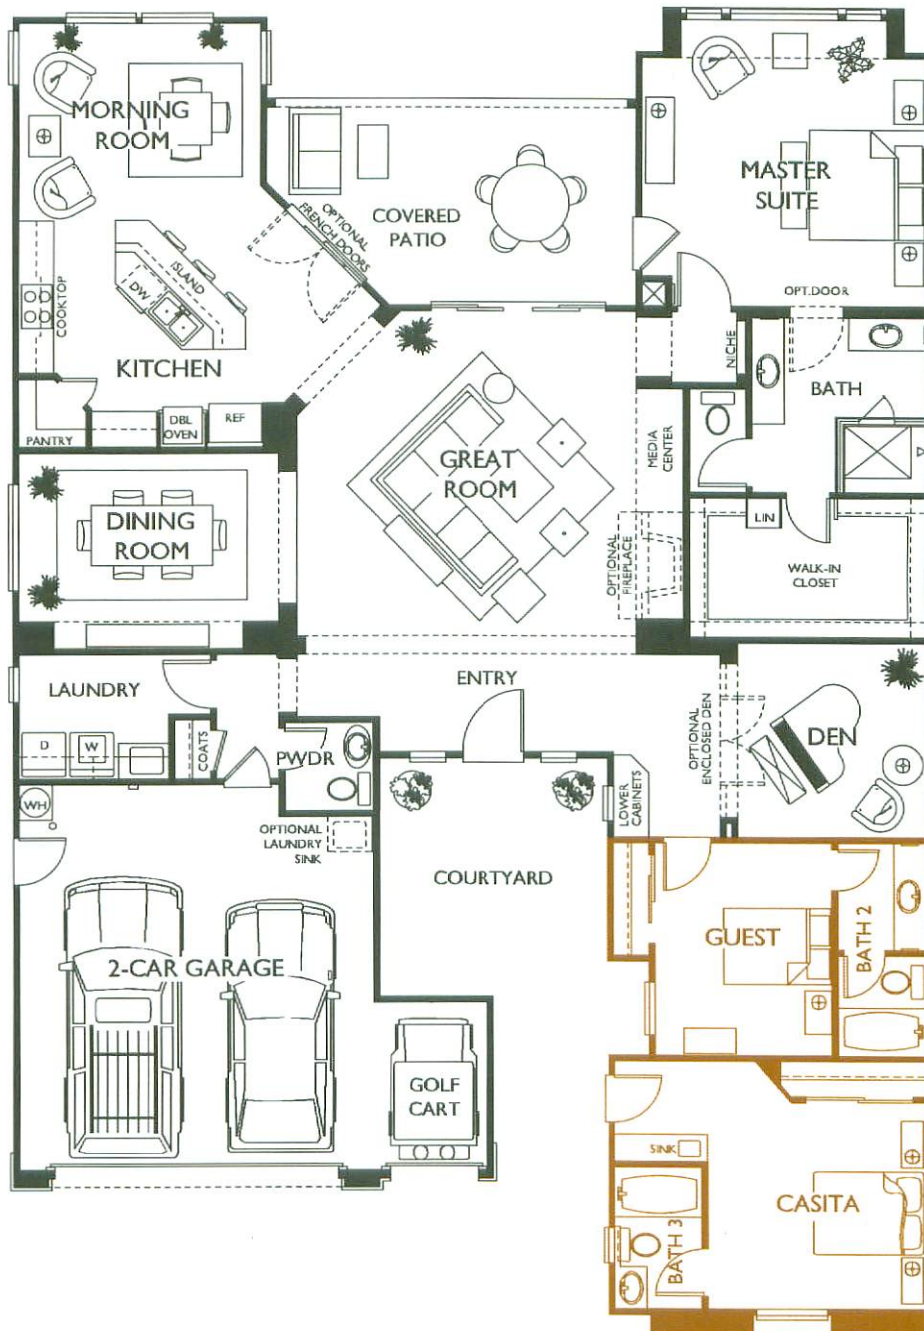 MORNING
ROOM
COVERED
PATIO
OPTIONAL
FRENCH DOORS
MASTER
SUITE
OPT.DOOR
COOKTOP
ISLAND
DW
KITCHEN
NICHE
BATH
PANTRY
DBL
OVEN
REF
GREAT
ROOM
MEDIA
CENTER
DINING
ROOM
OPTIONAL
FIREPLACE
LIN
WALK-IN
CLOSET
LAUNDRY
ENTRY
D
W
COATS
PWDR
OPTIONAL
ENCLOSED DEN
DEN
WH
OPTIONAL
LAUNDRY
SINK
LOWER
CABINETS
COURTYARD
GUEST
BATH 2
2-CAR GARAGE
GOLF
CART
SINK
CASITA
BATH 3